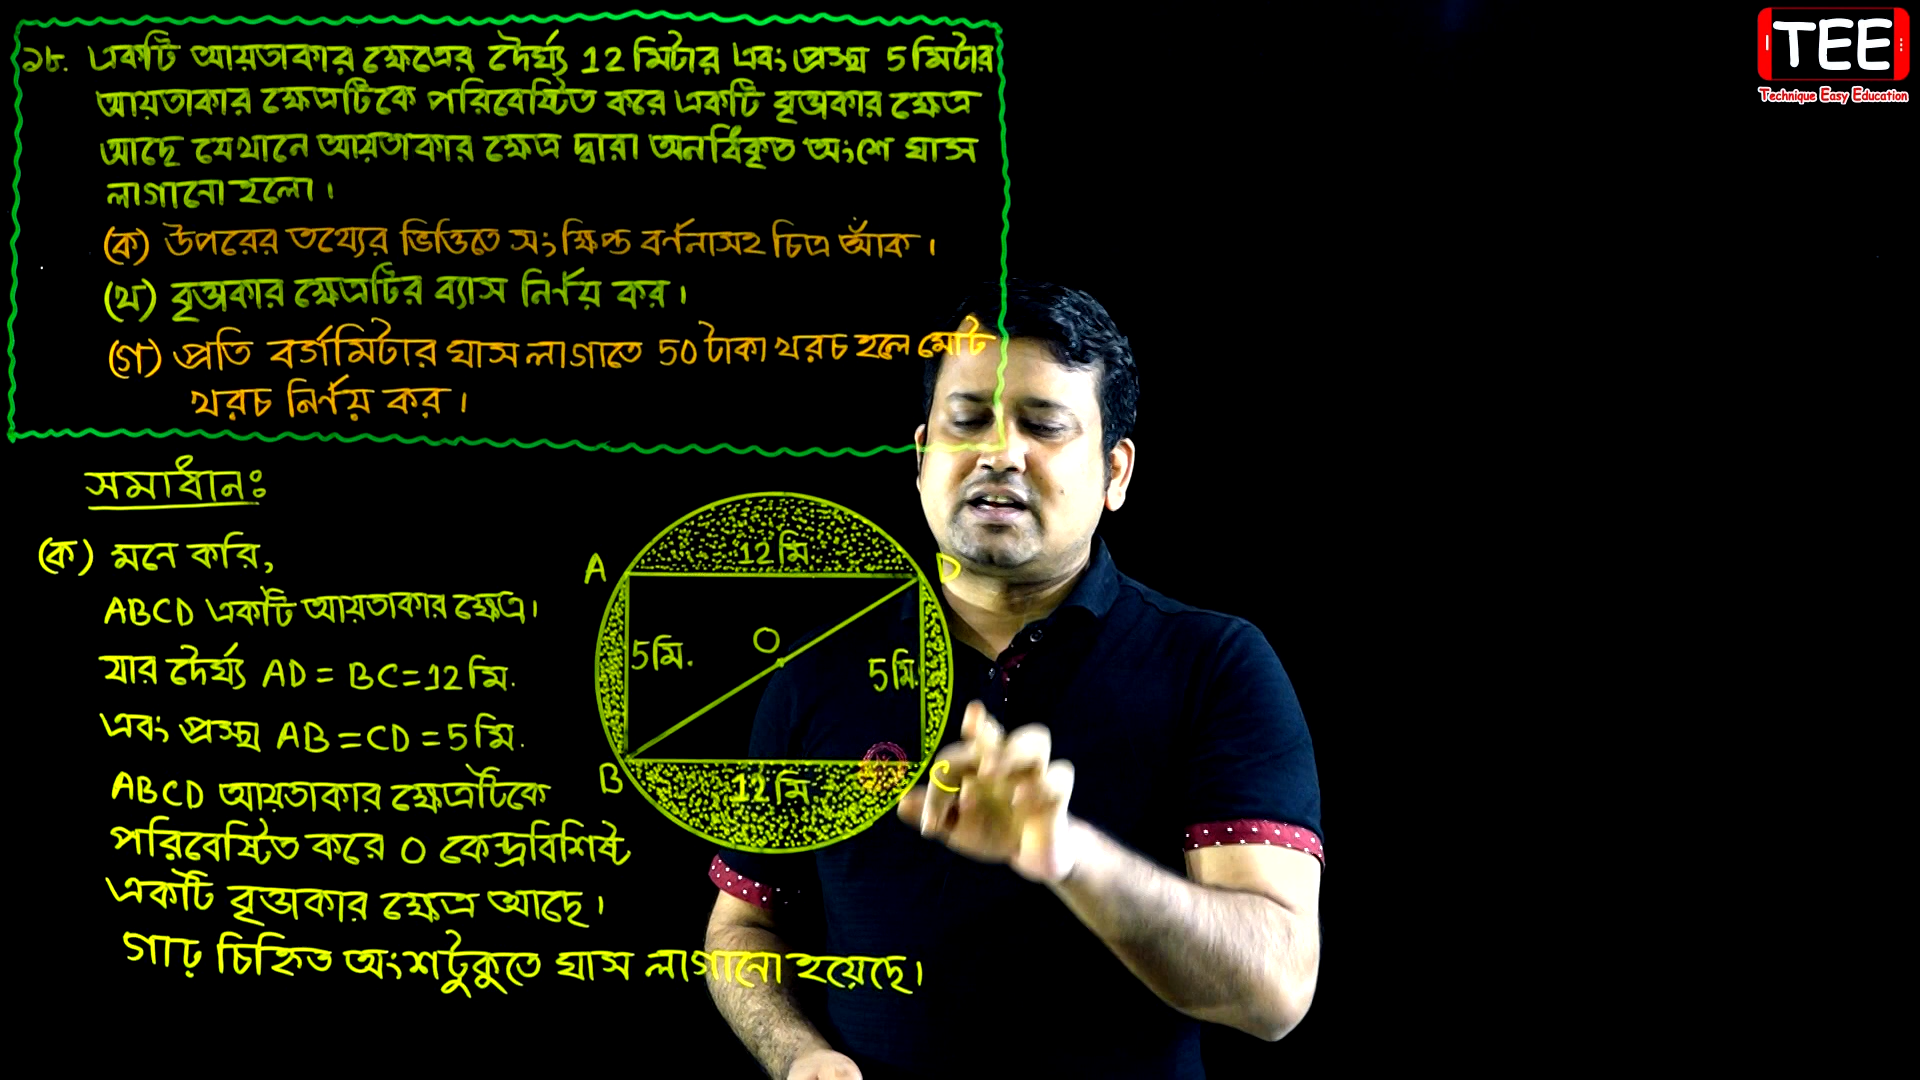 ১৮. একটি আয়তাকার ক্ষেত্রের দৈর্ঘ্য 12 মিটার এবং প্রস্থ 5 মিটার
আয়তাকার ক্ষেত্রটিকে পরিবেষ্টিত করে একটি বৃত্তাকার ক্ষেত্র
আছে যেখানে আয়তাকার ক্ষেত্র দ্বারা অনধিকৃত অংশে ঘাস
লাগানো হলো।
(ক) উপরের তথ্যের ভিত্তিতে সংক্ষিপ্ত বর্ণনাসহ চিত্র আঁক।
(খ) বৃত্তাকার ক্ষেত্রটির ব্যাস নির্ণয় কর।
(গ) প্রতি বর্গমিটার ঘাস লাগাতে 50 টাকা খরচ হলে মোট
খরচ নির্ণয় কর।
সমাধানঃ
(ক) মনে করি,
ABCD একটি আয়তাকার ক্ষেত্র।
যার দৈর্ঘ্য AD = BC = 12 মি.
এবং প্রস্থ AB = CD = 5 মি.
ABCD আয়তাকার ক্ষেত্রটিকে
পরিবেষ্টিত করে O কেন্দ্রবিশিষ্ট
একটি বৃত্তাকার ক্ষেত্র আছে।
গাঢ় চিহ্নিত অংশটুকুতে ঘাস লাগানো হয়েছে।
A
12 মি.
D
5 মি.
O
5 মি.
B
12 মি.
C
TEE
Technique Easy Education